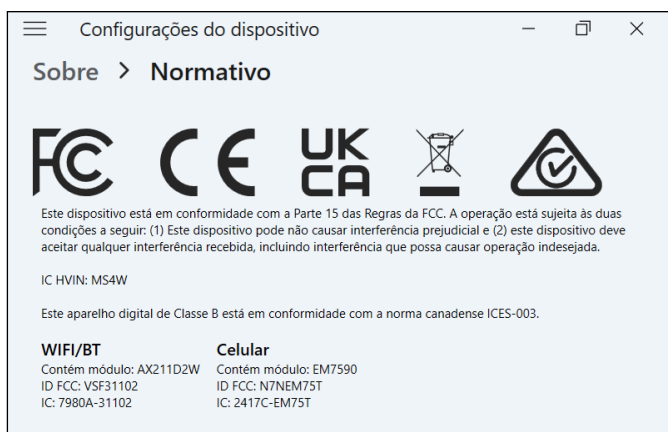 Configurações do dispositivo
Sobre > Normativo
FC CE UK CA
Este dispositivo está em conformidade com a Parte 15 das Regras da FCC. A operação está sujeita às duas
condições a seguir: (1) Este dispositivo pode não causar interferência prejudicial e (2) este dispositivo deve
aceitar qualquer interferência recebida, incluindo interferência que possa causar operação indesejada.
IC HVIN: MS4W
Este aparelho digital de Classe B está em conformidade com a norma canadense ICES-003.
WIFI/BT
Contém módulo: AX211D2W
ID FCC: VSF31102
IC: 7980A-31102
Celular
Contém módulo: EM7590
ID FCC: N7NEM75T
IC: 2417C-EM75T